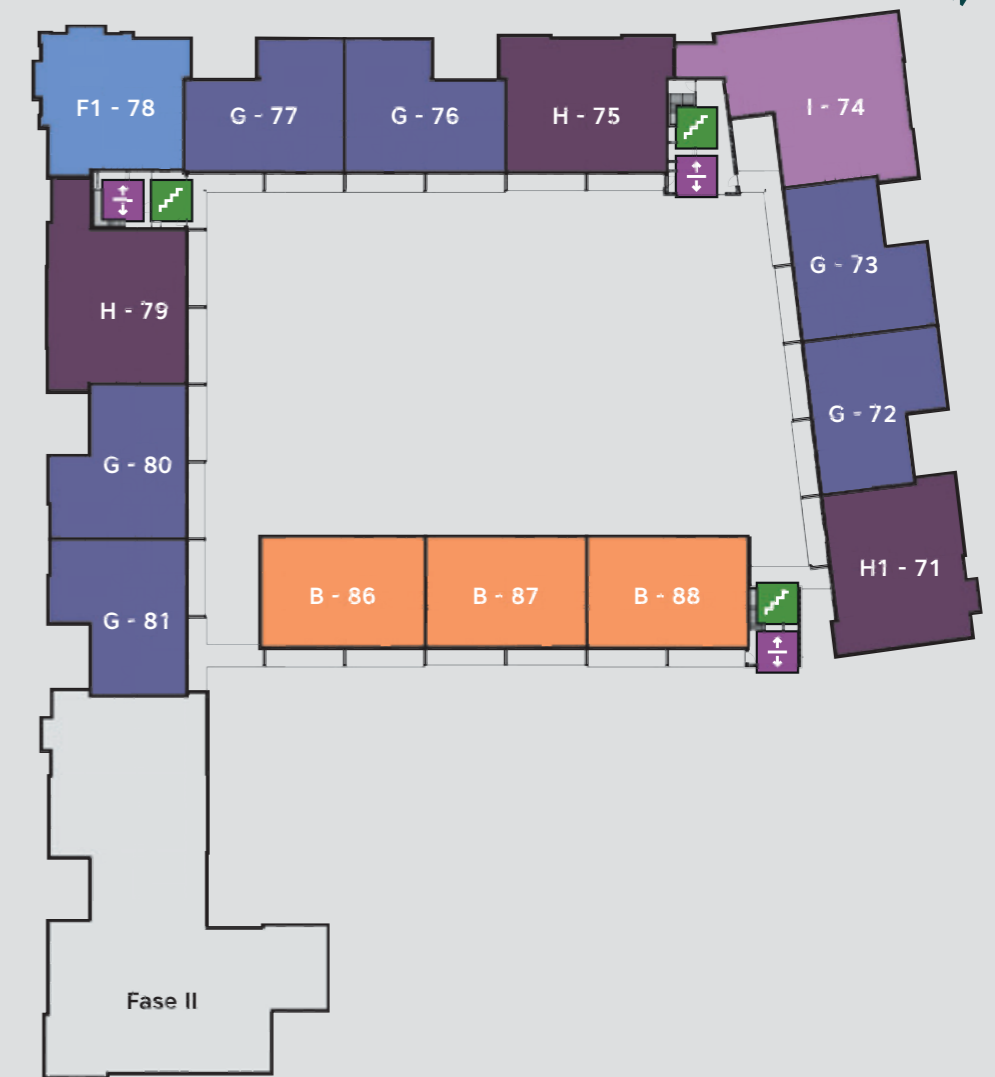 F1 - 78
G - 77
G - 76
H - 75
I - 74
G - 73
G - 72
H1 - 71
H - 79
G - 80
G - 81
B - 86
B - 87
B - 88
Fase II